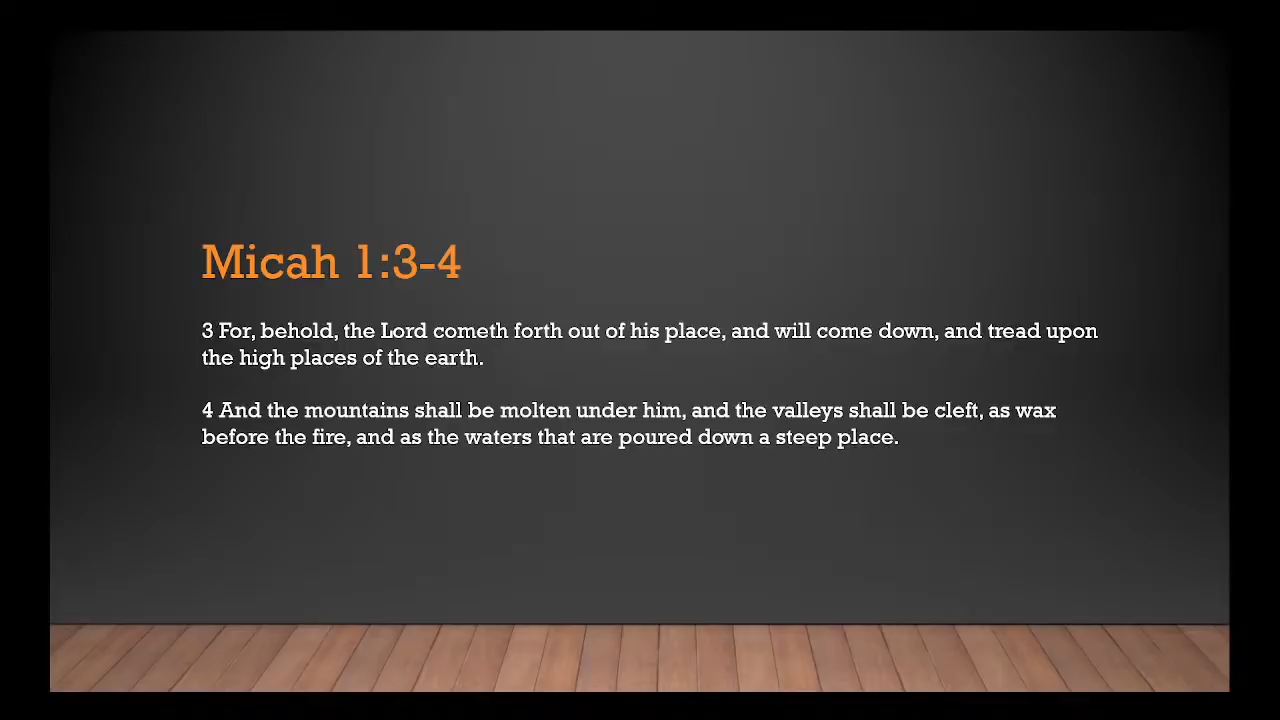 Micah 1:3-4
3 For, behold, the Lord cometh forth out of his place, and will come down, and tread upon
the high places of the earth.
4 And the mountains shall be molten under him, and the valleys shall be cleft, as wax
before the fire, and as the waters that are poured down a steep place.